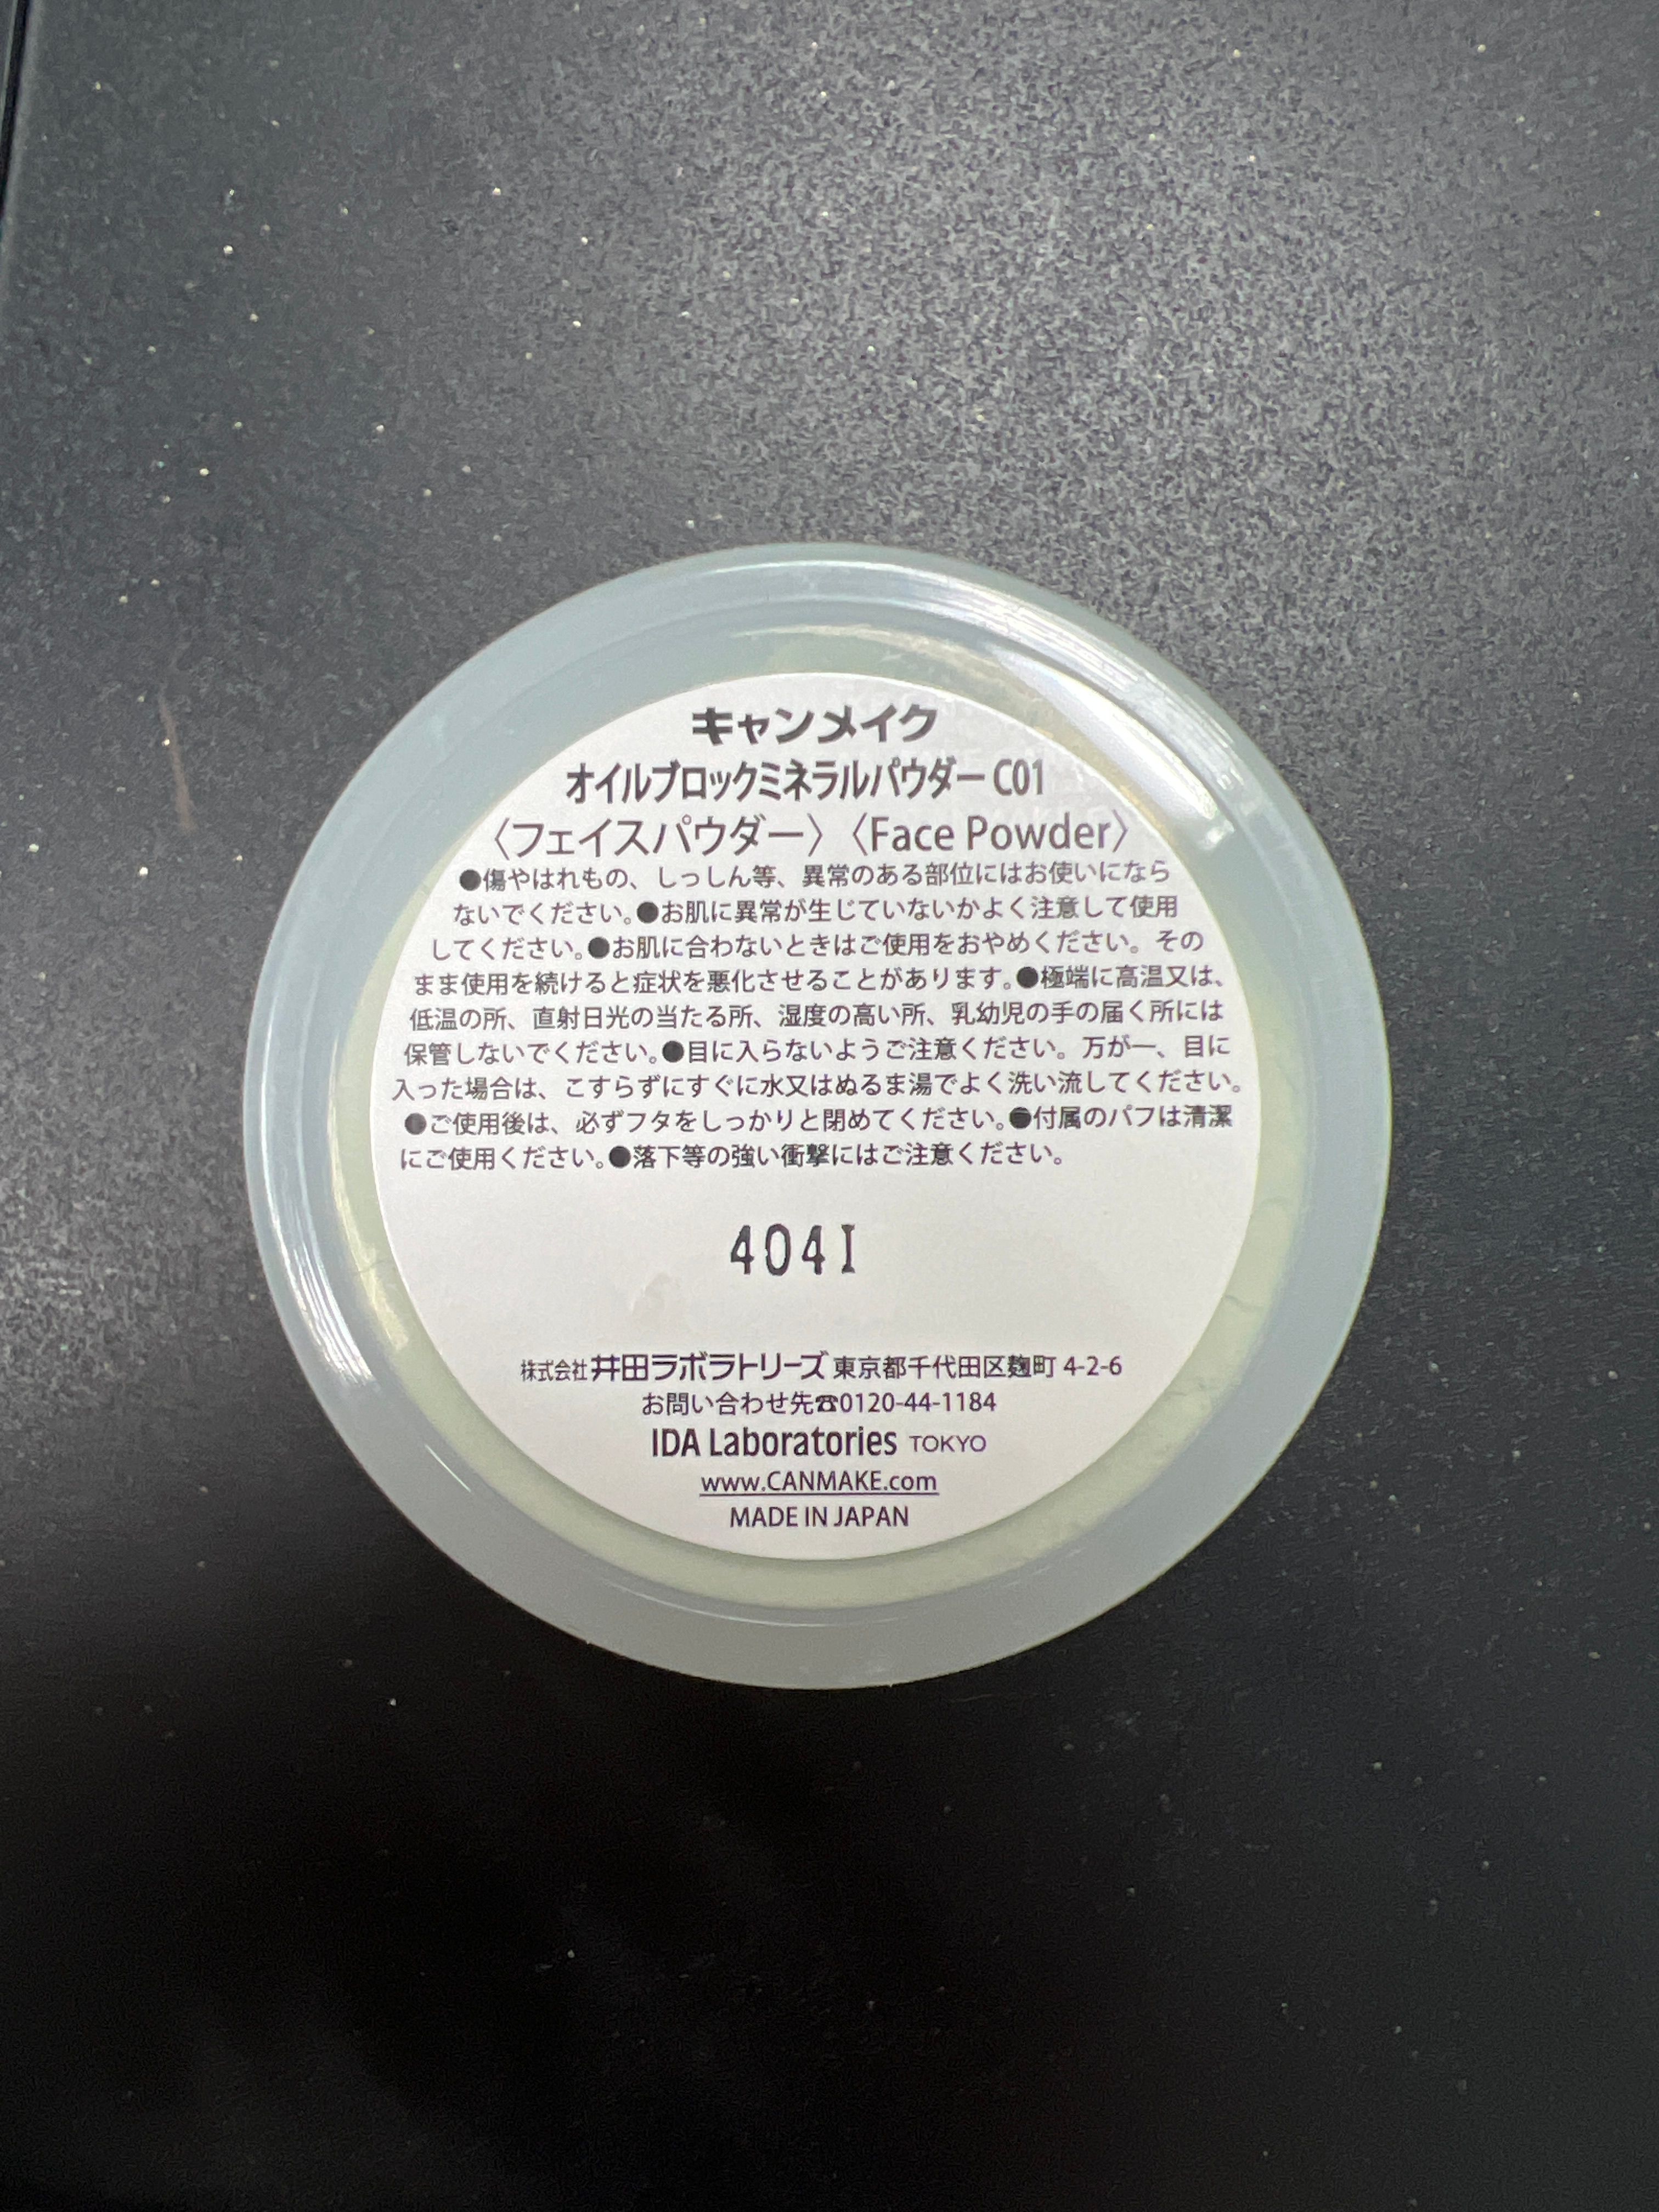 キャンメイク
オイルブロックミネラルパウダー C01
〈フェイスパウダー〉〈Face Powder〉
●傷やはれもの、しっしん等、異常のある部位にはお使いになら
ないでください。●お肌に異常が生じていないかよく注意して使用
してください。●お肌に合わないときはご使用をおやめください。その
まま使用を続けると症状を悪化させることがあります。●極端に高温又は、
低温の所、直射日光の当たる所、湿度の高い所、乳幼児の手の届く所には
保管しないでください。●目に入らないようご注意ください。万が一、目に
入った場合は、こすらずにすぐに水又はぬるま湯でよく洗い流してください。
●ご使用後は、必ずフタをしっかりと閉めてください。●付属のパフは清潔
にご使用ください。●落下等の強い衝撃にはご注意ください。
404I
株式会社井田ラボラトリーズ 東京都千代田区麹町 4-2-6
お問い合わせ先☎0120-44-1184
IDA Laboratories TOKYO
www.CANMAKE.com
MADE IN JAPAN